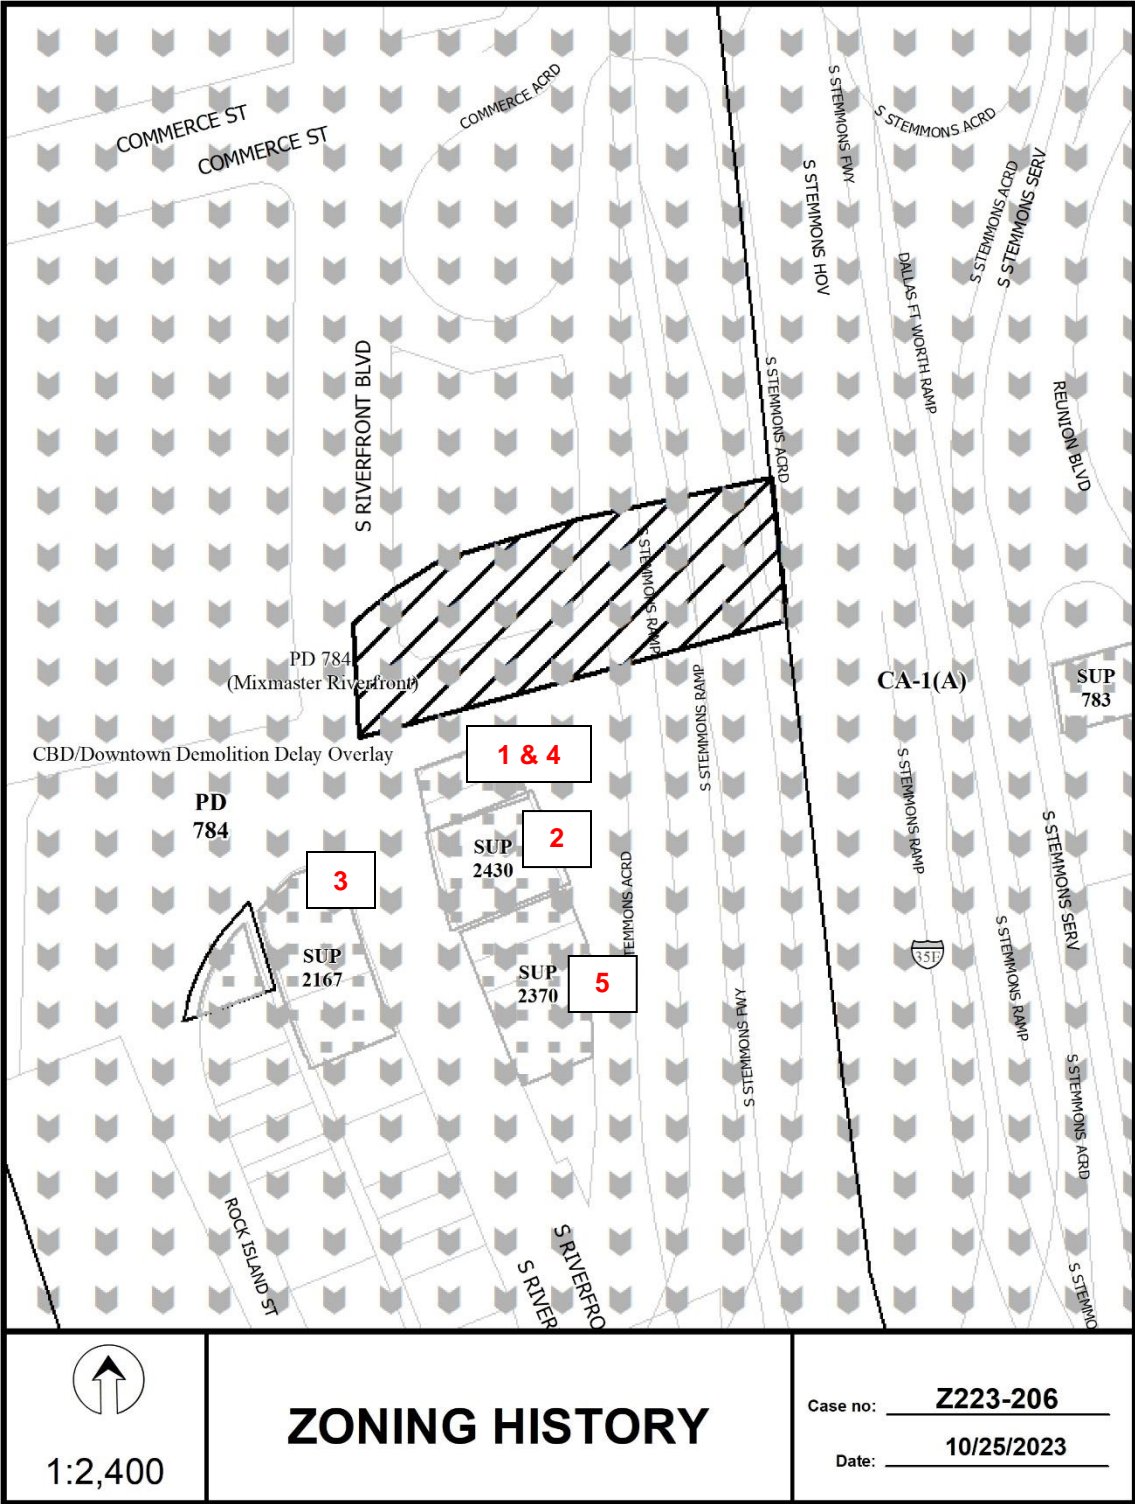 COMMERCE ST
COMMERCE ST
COMMERCE ACRD
S STEMMONS FWY
S STEMMONS ACRD
S STEMMONS HOV
S STEMMONS ACRD
S STEMMONS SERV
DALLAS FT WORTH RAMP
S RIVERFRONT BLVD
S STEMMONS ACRD
REUNION BLVD
S STEMMONS RAMP
PD 784
(Mixmaster Riverfront)
S STEMMONS RAMP
CA-1(A)
SUP
783
CBD/Downtown Demolition Delay Overlay
1 & 4
PD
784
SUP
2430
2
3
S STEMMONS RAMP
S STEMMONS SERV
TEMMONS ACRD
SUP
2167
SUP
2370
5
35E
S STEMMONS RAMP
S STEMMONS FWY
S STEMMONS ACRD
ROCK ISLAND ST
S RIVERFRO
S RIVER
S STEMMO
1:2,400
ZONING HISTORY
Case no: Z223-206
Date: 10/25/2023